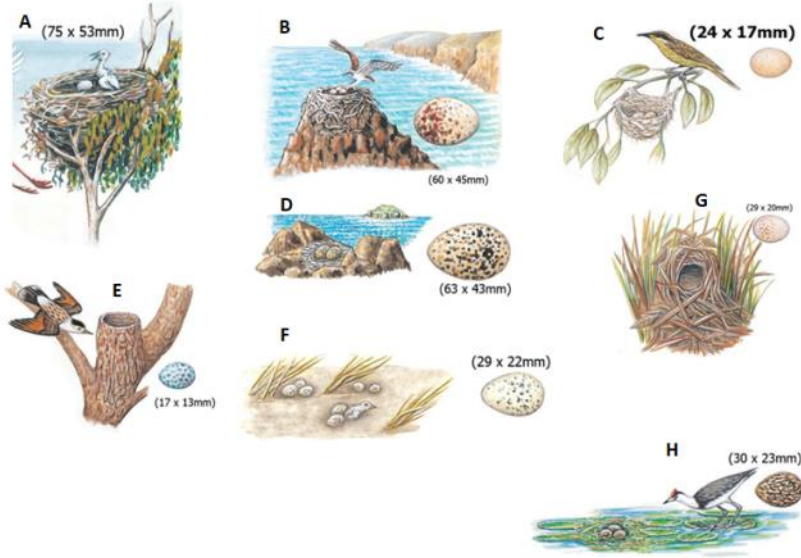 A
(75 x 53mm)
B
(60 x 45mm)
C
(24 x 17mm)
D
(63 x 43mm)
G
(29 x 20mm)
E
(17 x 13mm)
F
(29 x 22mm)
H
(30 x 23mm)